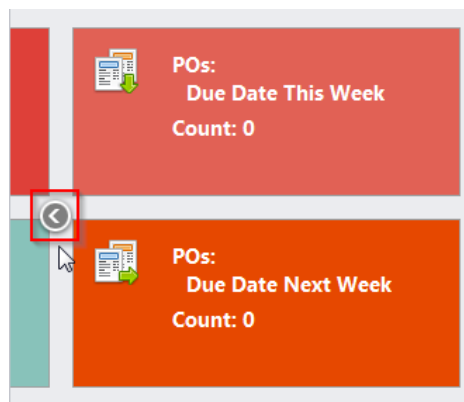 POs:
Due Date This Week
Count: 0
POs:
Due Date Next Week
Count: 0